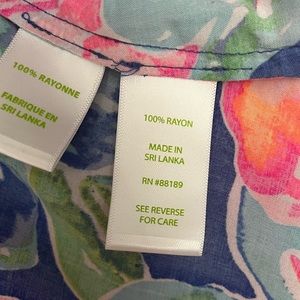 100% RAYONNE
FABRIQUE EN
SRI LANKA
100% RAYON
MADE IN
SRI LANKA
RN #88189
SEE REVERSE
FOR CARE